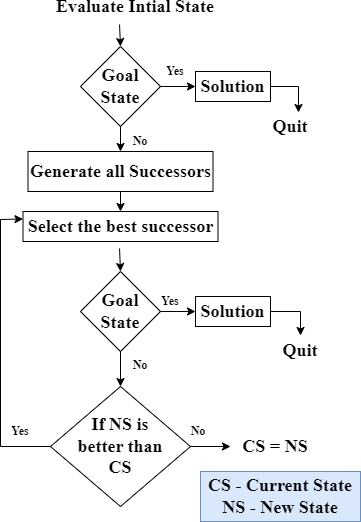 Evaluate Intial State
Goal
State
Yes
Solution
Quit
No
Generate all Successors
Select the best successor
Goal
State
Yes
Solution
Quit
No
If NS is
better than
CS
Yes
No
CS = NS
CS - Current State
NS - New State